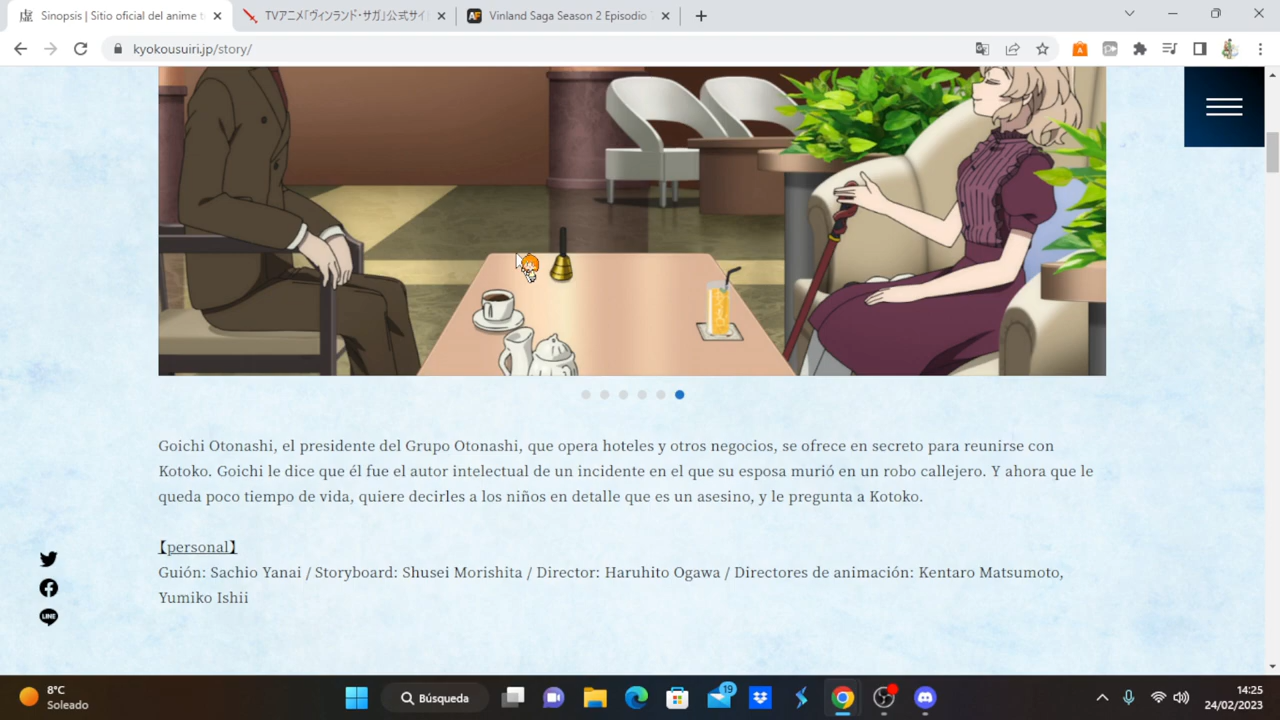 Sinopsis | Sitio oficial del anime t
TVアニメ「ヴィンランド・サガ」公式サイ
Vinland Saga Season 2 Episodio
kyokousuiri.jp/story/
Goichi Otonashi, el presidente del Grupo Otonashi, que opera hoteles y otros negocios, se ofrece en secreto para reunirse con
Kotoko. Goichi le dice que él fue el autor intelectual de un incidente en el que su esposa murió en un robo callejero. Y ahora que le
queda poco tiempo de vida, quiere decirles a los niños en detalle que es un asesino, y le pregunta a Kotoko.
【personal】
Guión: Sachio Yanai / Storyboard: Shusei Morishita / Director: Haruhito Ogawa / Directores de animación: Kentaro Matsumoto,
Yumiko Ishii
LINE
8°C
Soleado
Búsqueda
19
14:25
24/02/2023